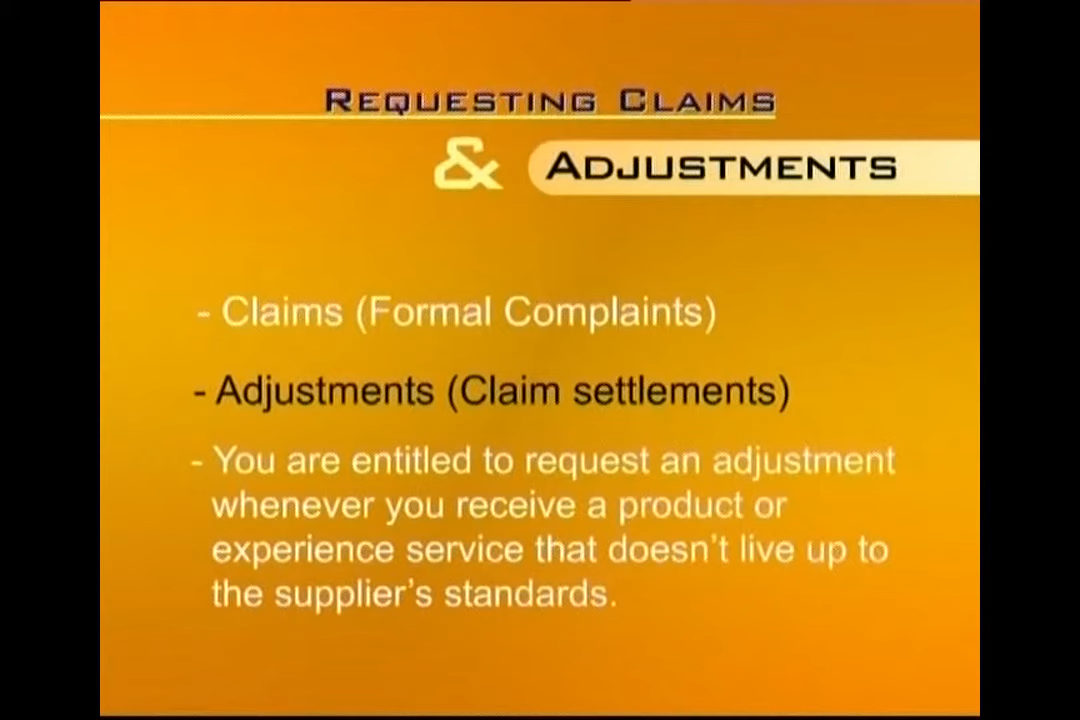 REQUESTING CLAIMS
& ADJUSTMENTS
- Claims (Formal Complaints)
- Adjustments (Claim settlements)
- You are entitled to request an adjustment
whenever you receive a product or
experience service that doesn't live up to
the supplier's standards.